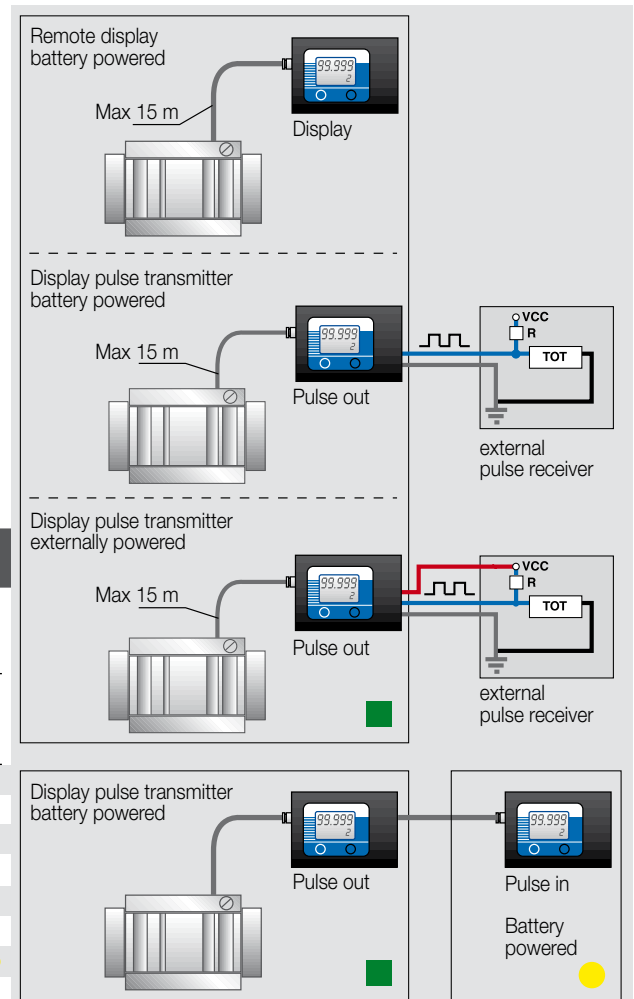 Remote display
battery powered
Max 15 m
99.999
2
Display
Display pulse transmitter
battery powered
Max 15 m
99.999
2
Pulse out
VCC
R
TOT
external
pulse receiver
Display pulse transmitter
externally powered
Max 15 m
99.999
2
Pulse out
VCC
R
TOT
external
pulse receiver
Display pulse transmitter
battery powered
99.999
2
Pulse out
99.999
2
Pulse in
Battery
powered